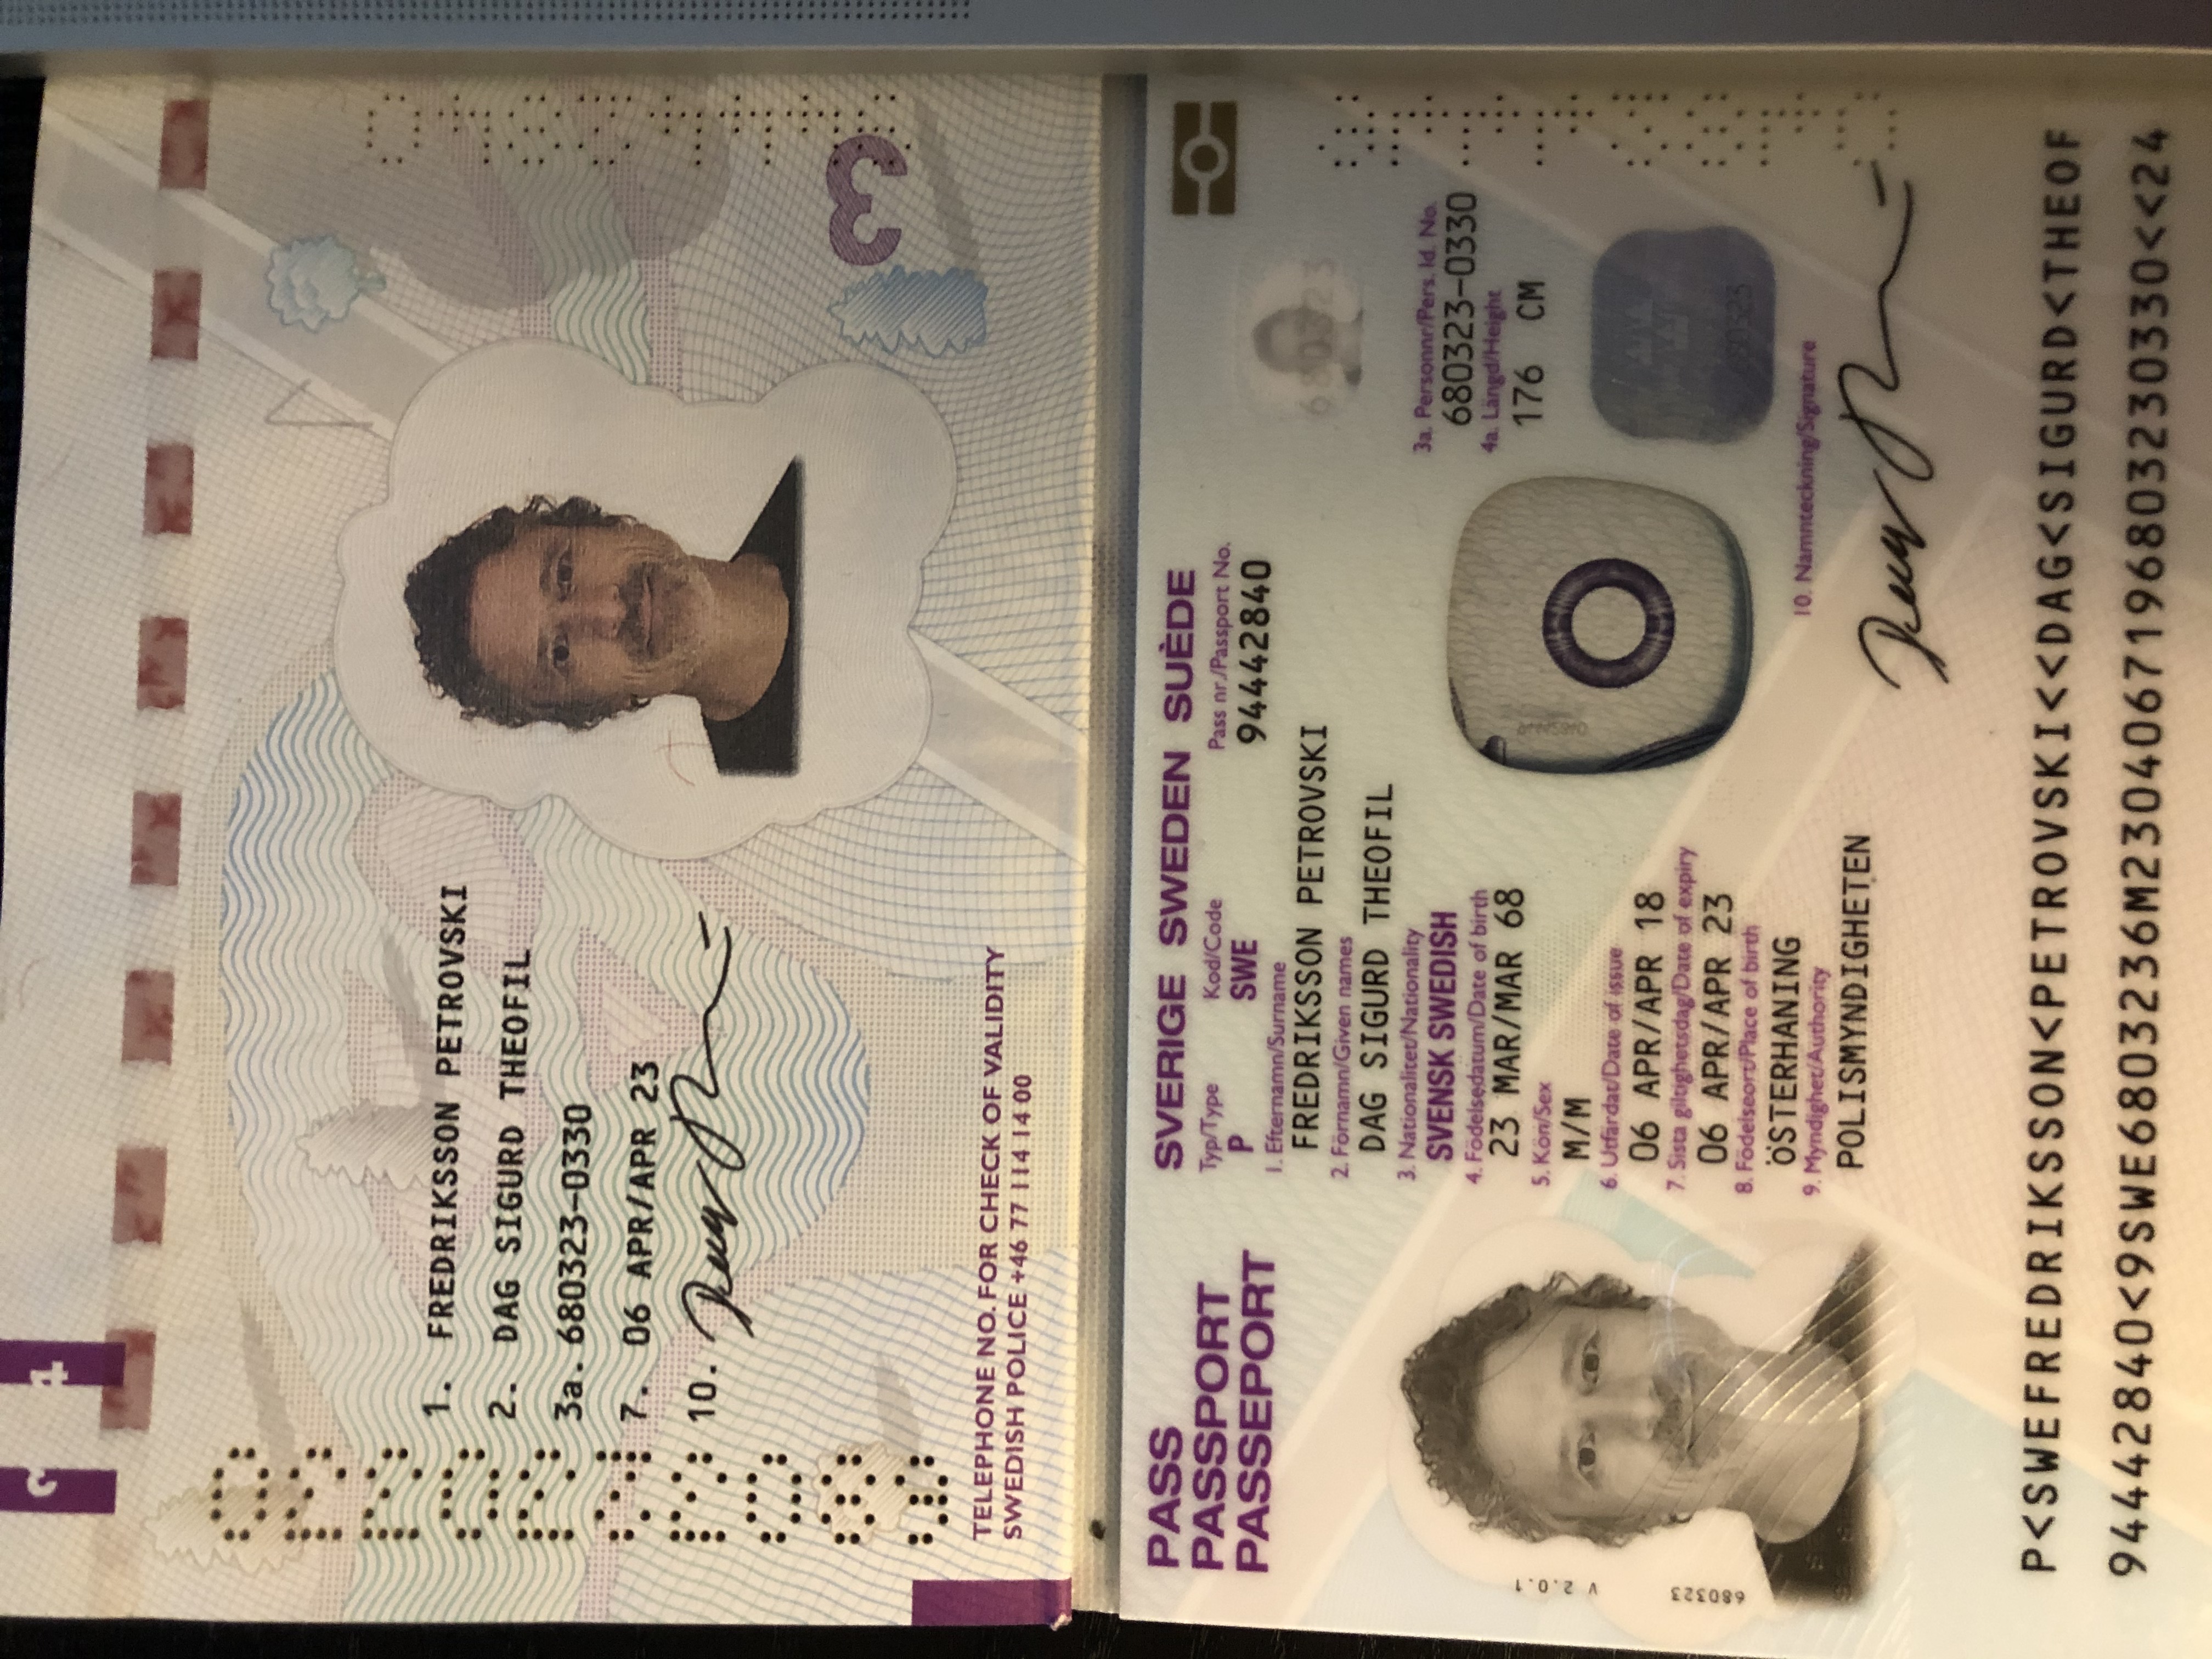 3 4
1. FREDRIKSSON PETROVSKI
2. DAG SIGURD THEOFIL
3a. 680323-0330
7. 06 APR/APR 23
10.
3
TELEPHONE NO. FOR CHECK OF VALIDITY
SWEDISH POLICE +46 77 114 14 00
PASS
PASSPORT
PASSEPORT
SVERIGE SWEDEN SUÈDE
Typ/Type Kod/Code Pass nr./Passport No.
P SWE 94442840
1. Efternamn/Surname
FREDRIKSSON PETROVSKI
680323
2. Förnamn/Given names
DAG SIGURD THEOFIL
3. Nationalitet/Nationality
SVENSK SWEDISH
3a. Personnr/Pers. Id. No.
680323-0330
4. Födelsedatum/Date of birth
23 MAR/MAR 68
4a. Längd/Height
176 CM
5. Kön/Sex
M/M
6. Utfärdat/Date of issue
06 APR/APR 18
7. Sista giltighetsdag/Date of expiry
06 APR/APR 23
8. Födelseort/Place of birth
ÖSTERHANING
9. Myndighet/Authority
POLISMYNDIGHETEN
V 2.0.1
680323
680323
10. Namnteckning/Signature
P<SWEFREDRIKSSON<PETROVSKI<<DAG<SIGURD<THEOF
94442840<9SWE6803236M2304067196803230330<<24